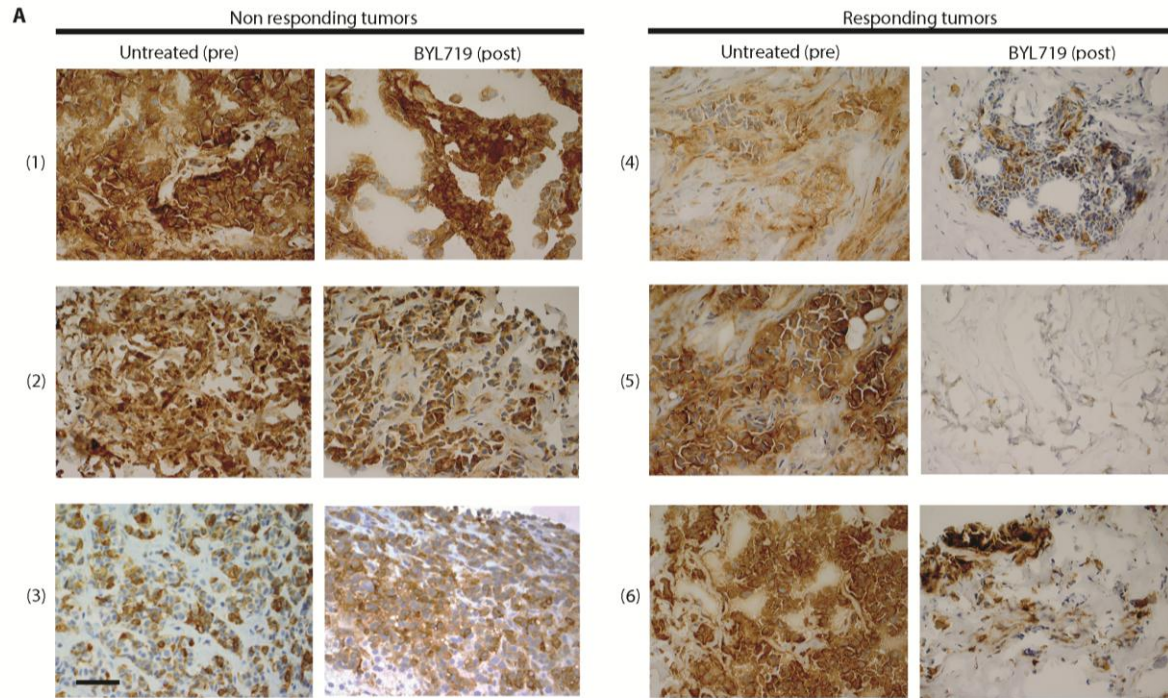 A
Non responding tumors
Responding tumors
Untreated (pre)
BYL719 (post)
Untreated (pre)
BYL719 (post)
(1)
(4)
(2)
(5)
(3)
(6)